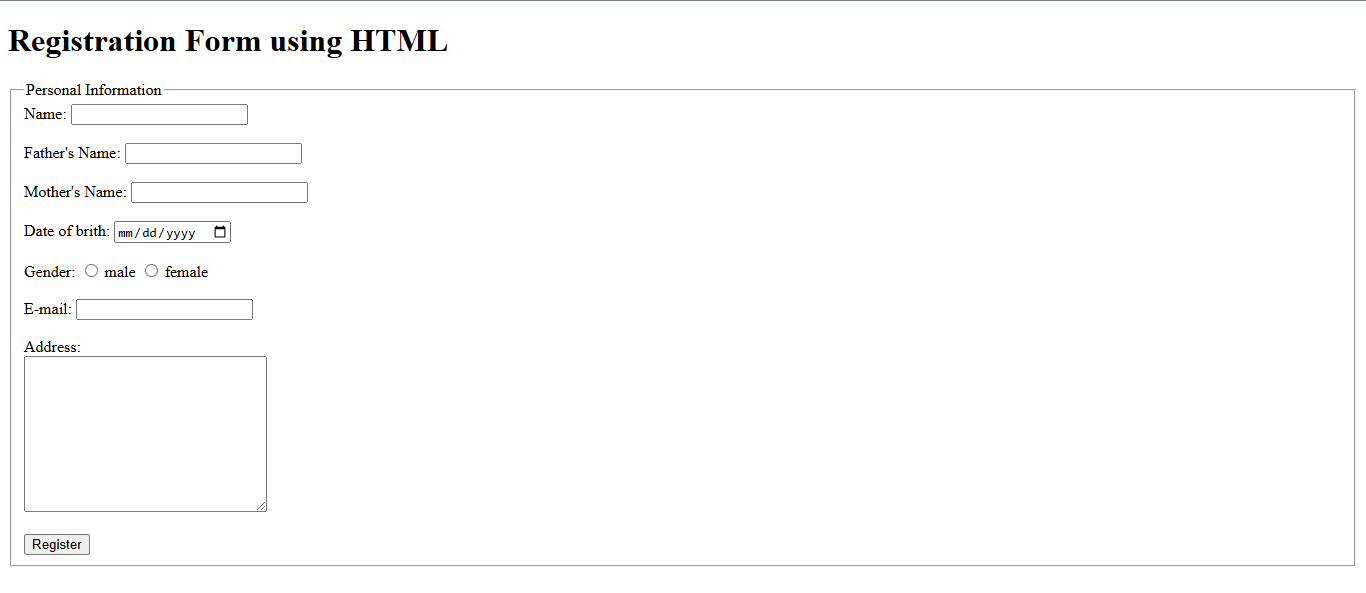 Registration Form using HTML
Personal Information
Name:
Father's Name:
Mother's Name:
Date of brith: mm/dd/yyyy
Gender: male female
E-mail:
Address:
Register